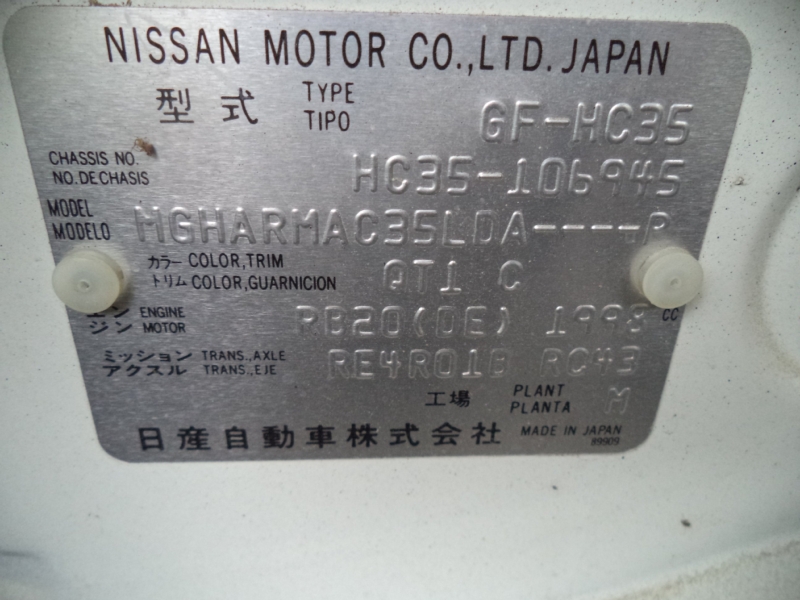 NISSAN MOTOR CO.,LTD. JAPAN
型式 TYPE TIPO GF-HC35
CHASSIS NO. NO. DE CHASIS HC35-106945
MODEL MODELO MGHARMAC35LDA----R
カラー COLOR,TRIM
トリム COLOR,GUARNICION QT1 C
エン ENGINE
ジン MOTOR RB20(DE) 1998 CC
ミッション TRANS.,AXLE
アクスル TRANS.,EJE RE4R01B RC43
工場 PLANT PLANTA M
日産自動車株式会社 MADE IN JAPAN
89909